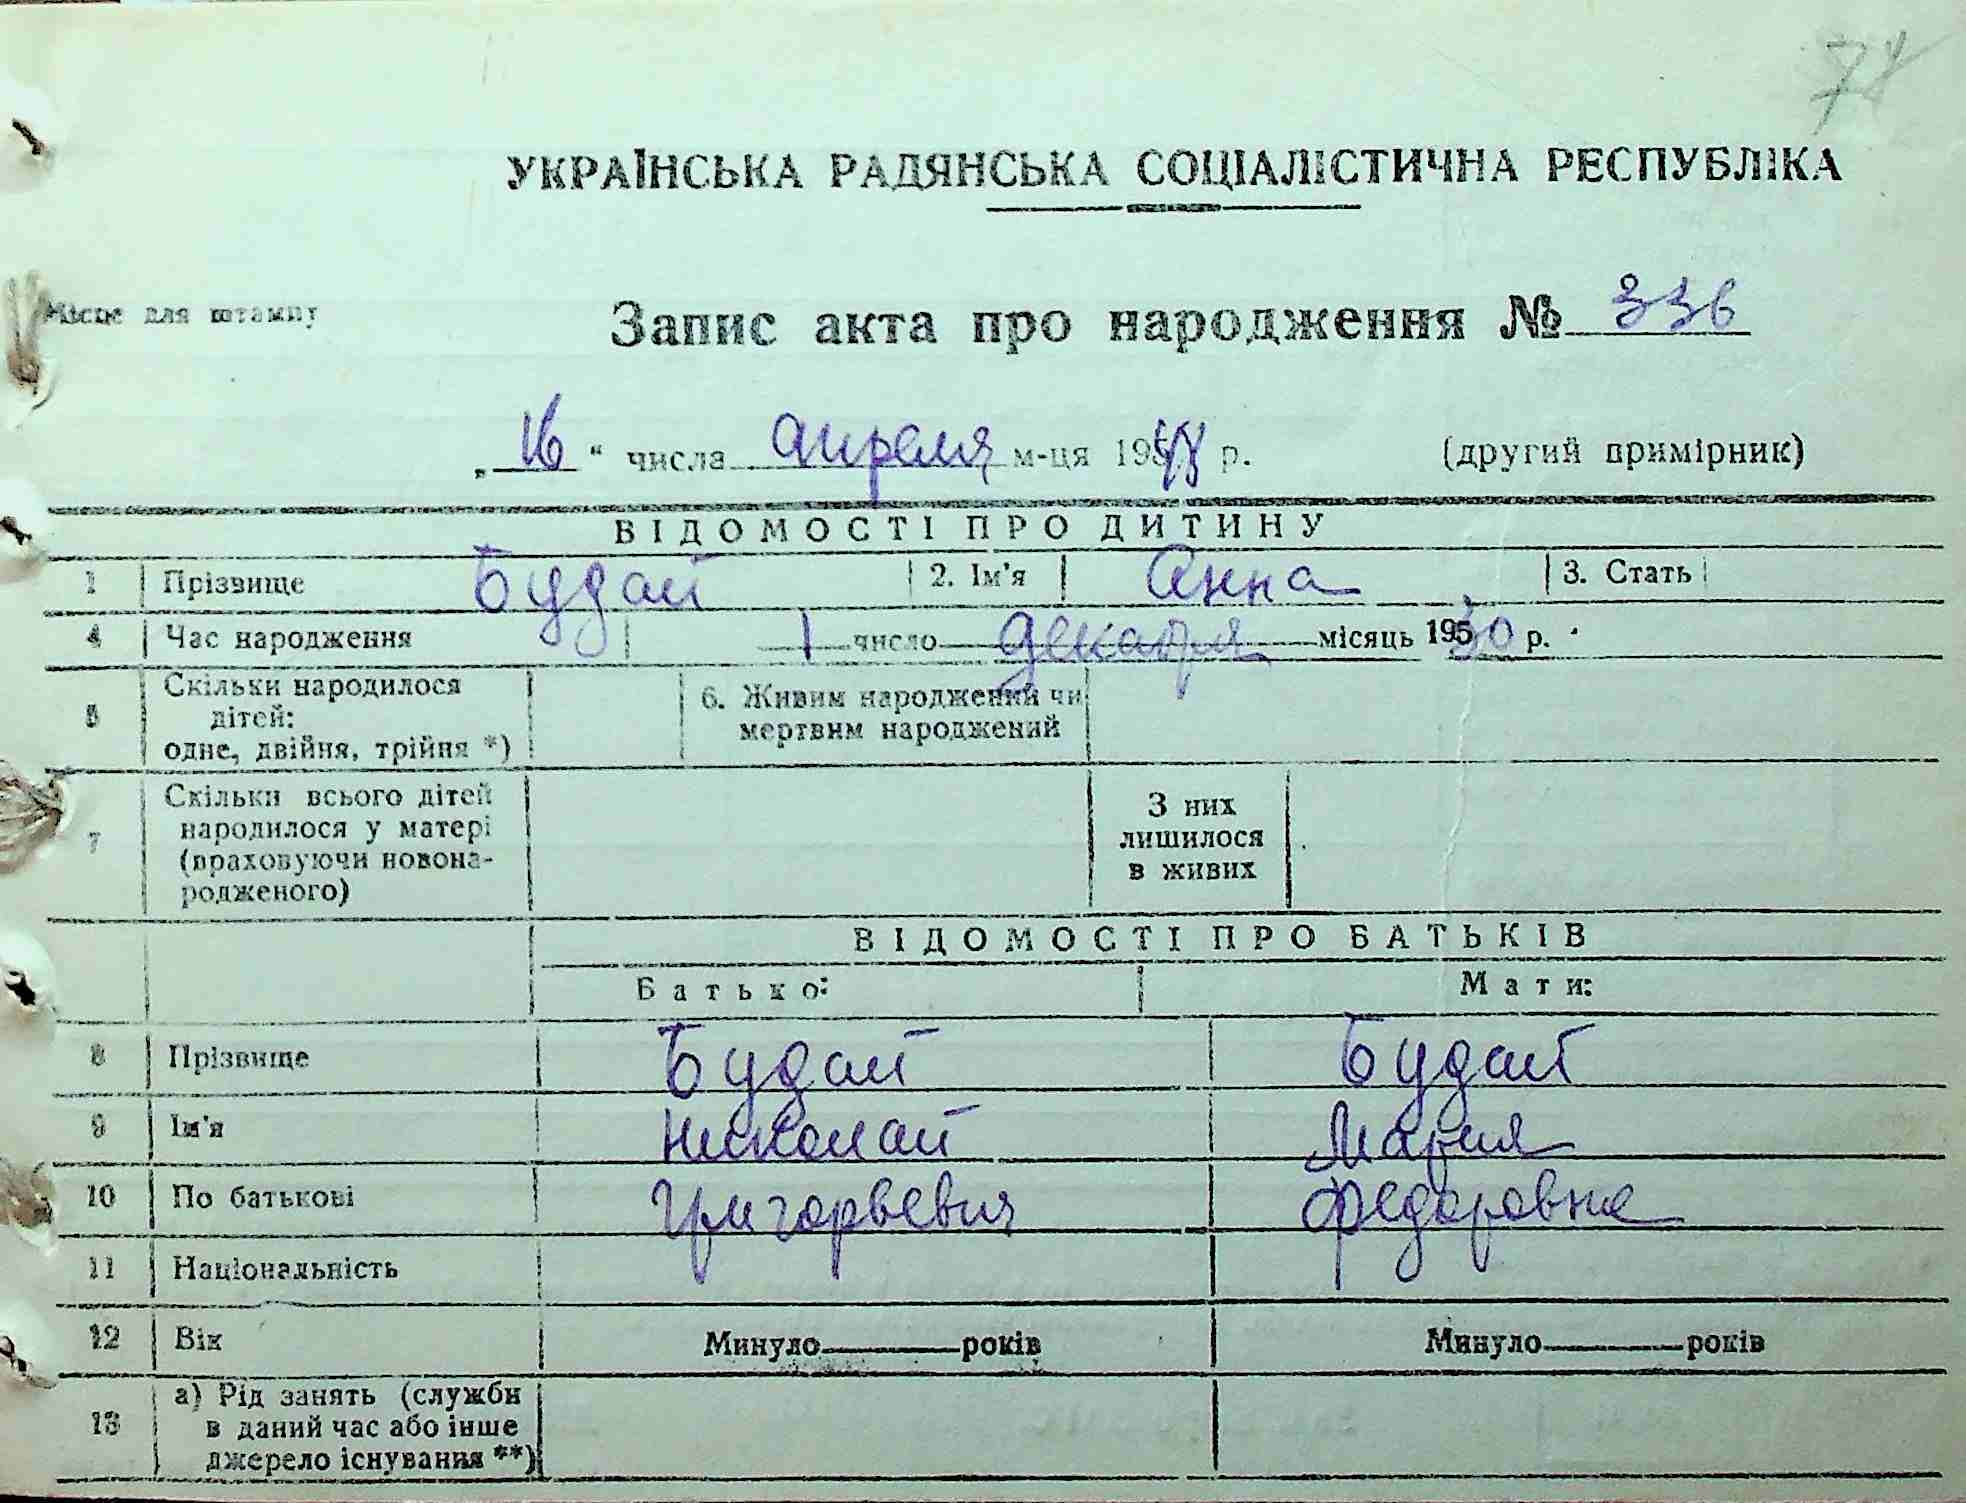 УКРАЇНСЬКА РАДЯНСЬКА СОЦІАЛІСТИЧНА РЕСПУБЛІКА
Місце для штампу
Запис акта про народження № 336
„ 16 “ числа апреля м-ця 195 р. (другий примірник)
ВІДОМОСТІ ПРО ДИТИНУ
1 Прізвище Будай 2. Ім'я Анна 3. Стать
4 Час народження 1 число декабря місяць 1930 р.
5 Скільки народилося дітей: одне, двійня, трійня *) 6. Живим народжений чи мертвим народжений
7 Скільки всього дітей народилося у матері (враховуючи новонародженого) З них лишилося в живих
ВІДОМОСТІ ПРО БАТЬКІВ
Батько: Мати:
8 Прізвище Будай Будай
9 Ім'я Николай Мария
10 По батькові Григорьевич Федоровна
11 Національність
12 Вік Минуло років Минуло років
13 а) Рід занять (служби в даний час або інше джерело існування **)